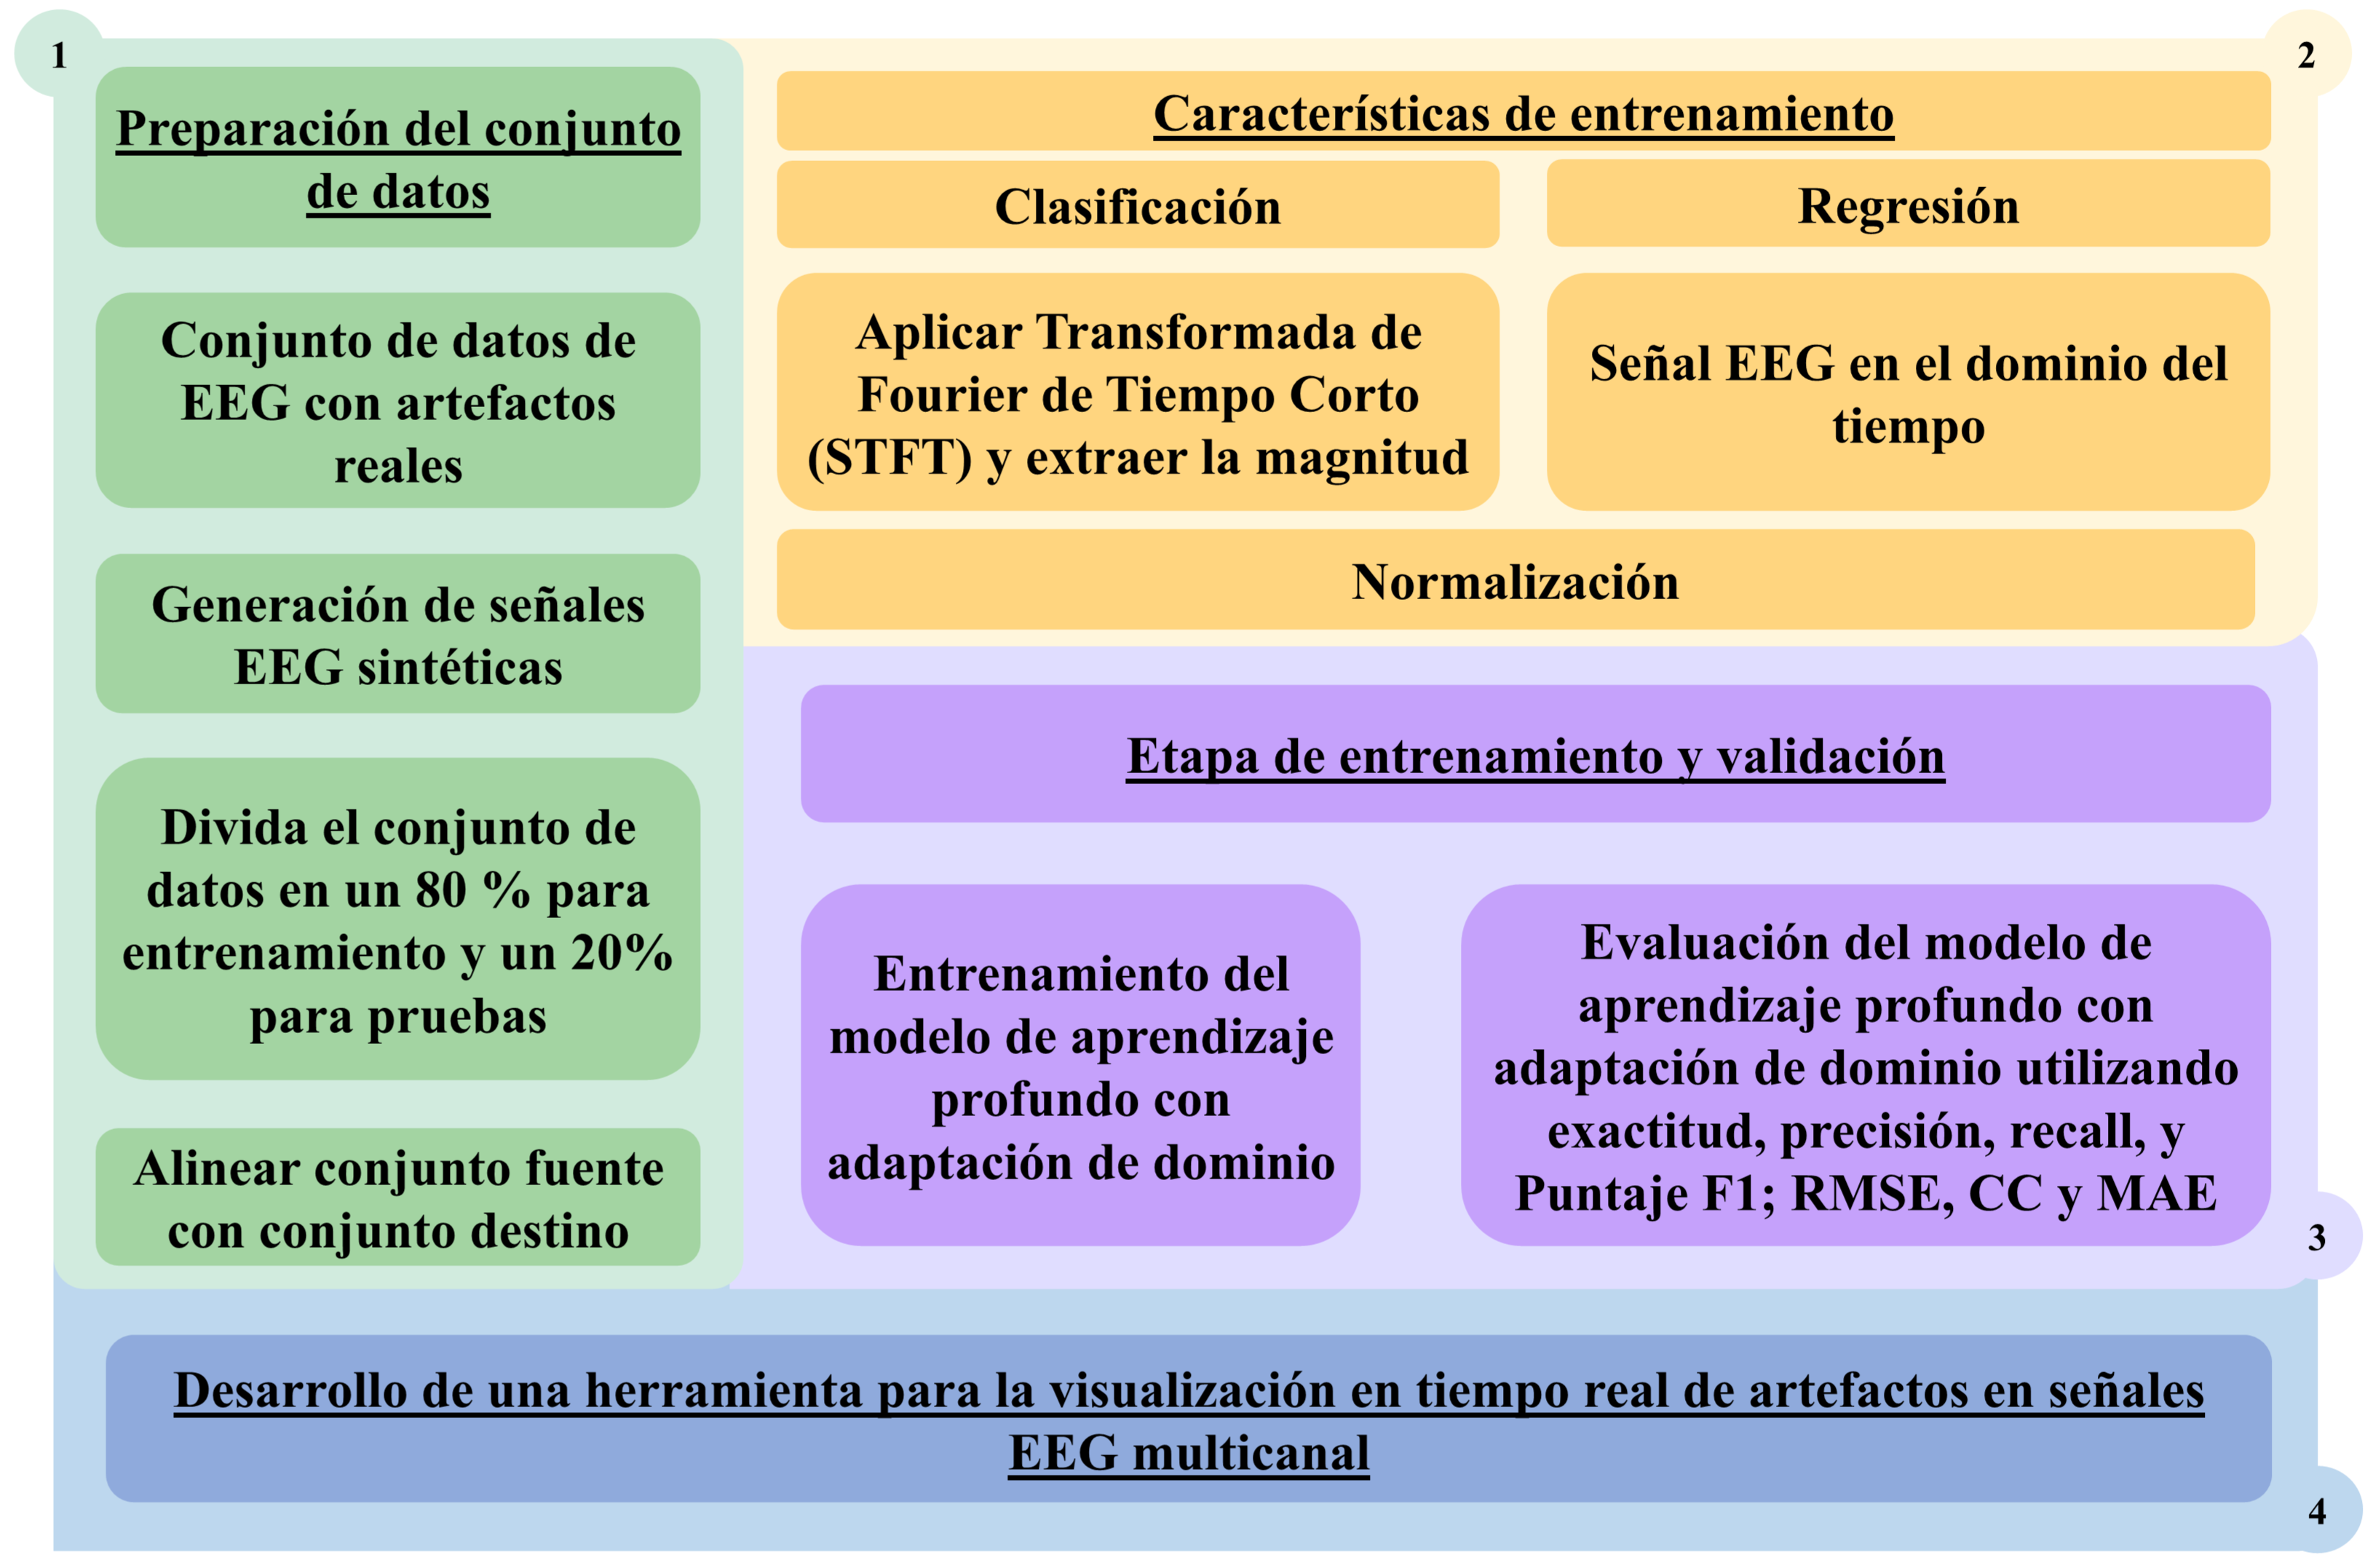 1
Preparación del conjunto
de datos
Conjunto de datos de
EEG con artefactos
reales
Generación de señales
EEG sintéticas
Divida el conjunto de
datos en un 80 % para
entrenamiento y un 20%
para pruebas
Alinear conjunto fuente
con conjunto destino
2
Características de entrenamiento
Clasificación
Aplicar Transformada de
Fourier de Tiempo Corto
(STFT) y extraer la magnitud
Regresión
Señal EEG en el dominio del
tiempo
Normalización
Etapa de entrenamiento y validación
Entrenamiento del
modelo de aprendizaje
profundo con
adaptación de dominio
Evaluación del modelo de
aprendizaje profundo con
adaptación de dominio utilizando
exactitud, precisión, recall, y
Puntaje F1; RMSE, CC y MAE
3
Desarrollo de una herramienta para la visualización en tiempo real de artefactos en señales
EEG multicanal
4